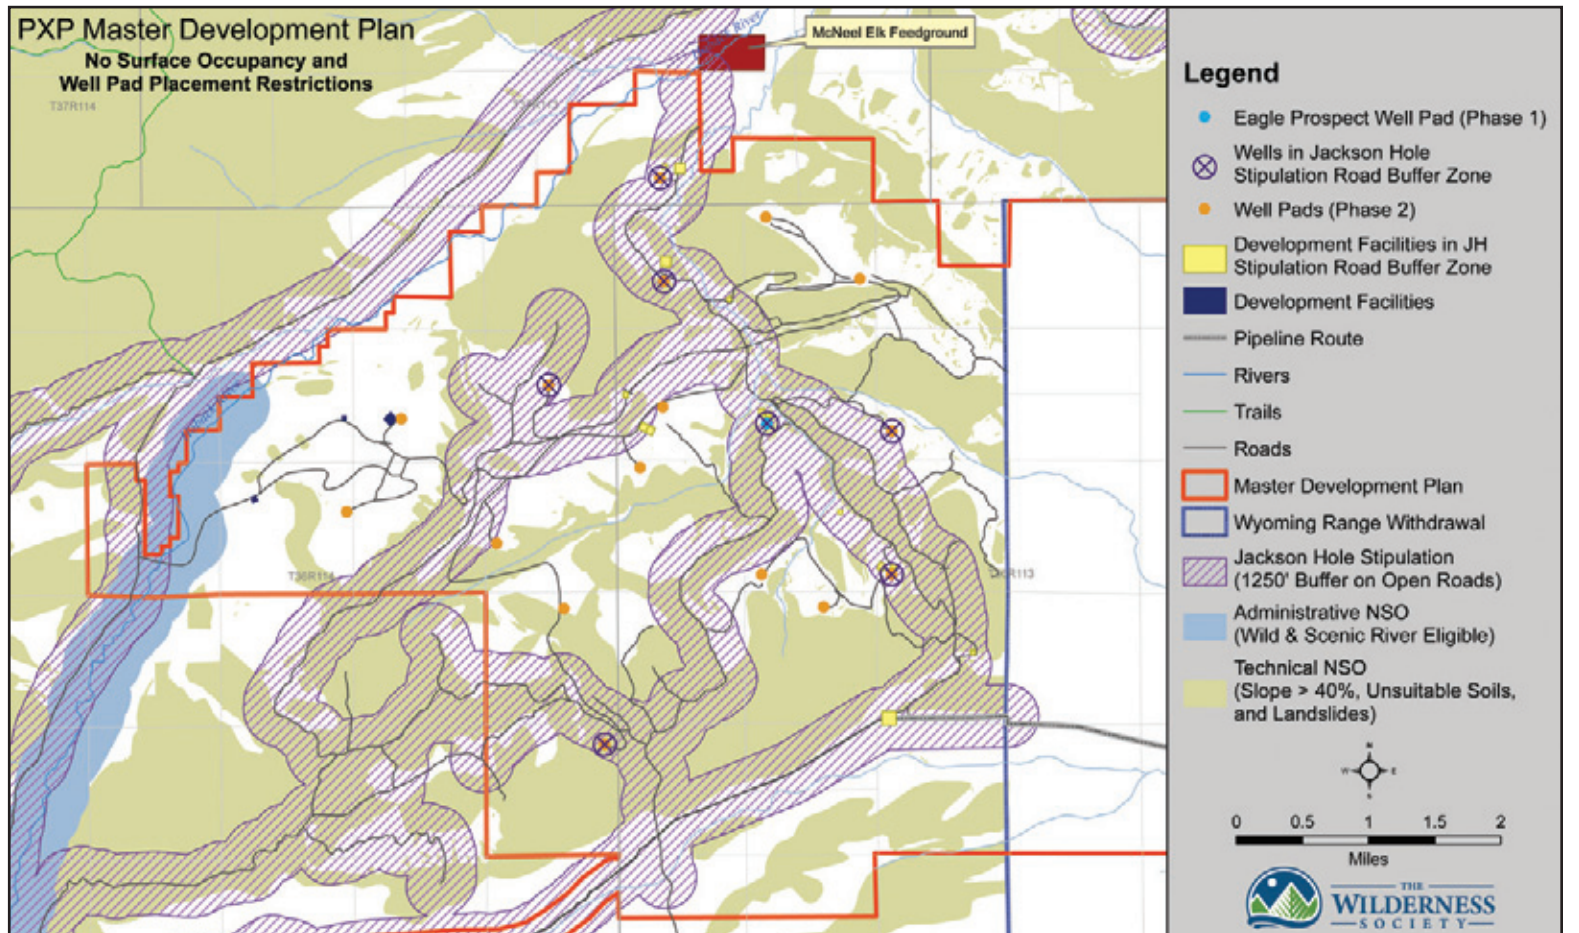 PXP Master Development Plan
No Surface Occupancy and
Well Pad Placement Restrictions
T37R114
River
McNeel Elk Feedground
T36R114
Legend
Eagle Prospect Well Pad (Phase 1)
Wells in Jackson Hole
Stipulation Road Buffer Zone
Well Pads (Phase 2)
Development Facilities in JH
Stipulation Road Buffer Zone
Development Facilities
Pipeline Route
Rivers
Trails
Roads
Master Development Plan
Wyoming Range Withdrawal
Jackson Hole Stipulation
(1250' Buffer on Open Roads)
Administrative NSO
(Wild & Scenic River Eligible)
Technical NSO
(Slope > 40%, Unsuitable Soils,
and Landslides)
N
W E
S
0 0.5 1 1.5 2
Miles
THE
WILDERNESS
SOCIETY